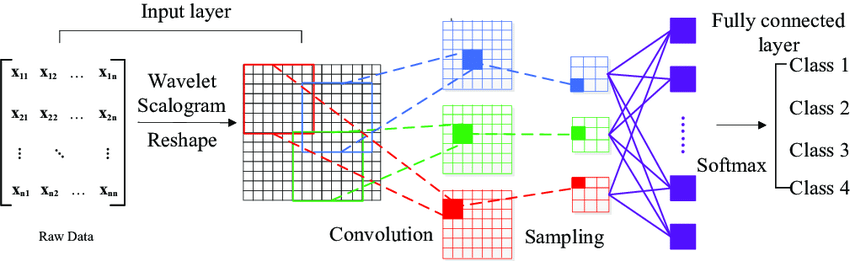 Input layer
x11 x12 … x1n
x21 x22 … x2n
⋮ ⋱ ⋮
xn1 xn2 … xnn
Raw Data
Wavelet
Scalogram
Reshape
Convolution
Sampling
Fully connected
layer
Softmax
Class 1
Class 2
Class 3
Class 4